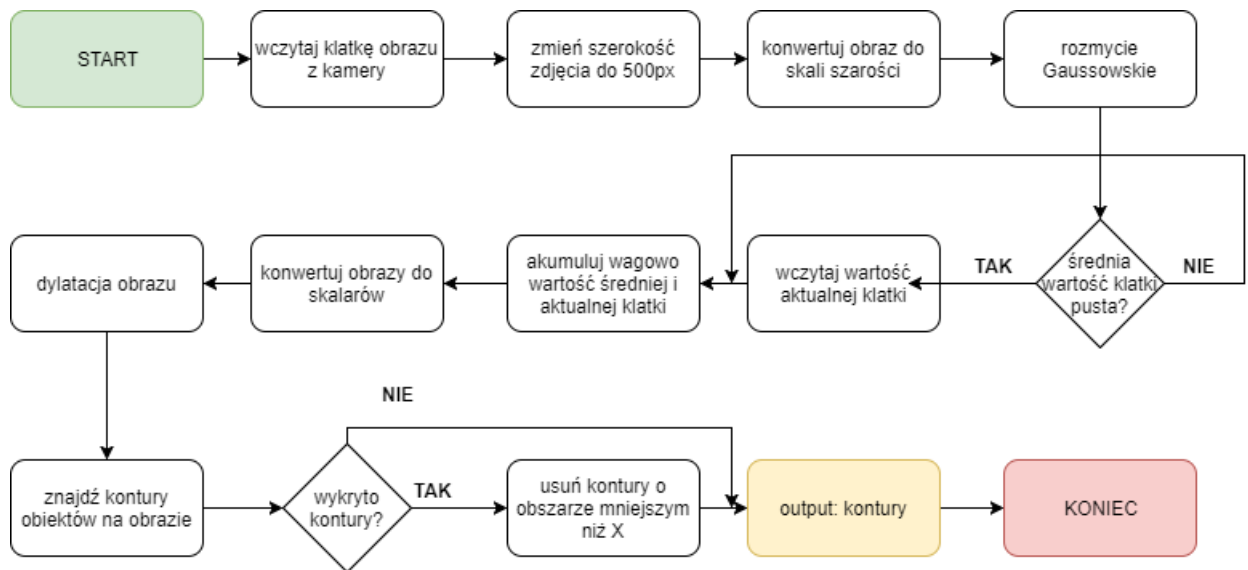 START
wczytaj klatkę obrazu
z kamery
zmień szerokość
zdjęcia do 500px
konwertuj obraz do
skali szarości
rozmycie
Gaussowskie
średnia
wartość klatki
pusta?
NIE
TAK
wczytaj wartość
aktualnej klatki
akumuluj wagowo
wartość średniej i
aktualnej klatki
konwertuj obrazy do
skalarów
dylatacja obrazu
znajdź kontury
obiektów na obrazie
wykryto
kontury?
NIE
TAK
usuń kontury o
obszarze mniejszym
niż X
output: kontury
KONIEC